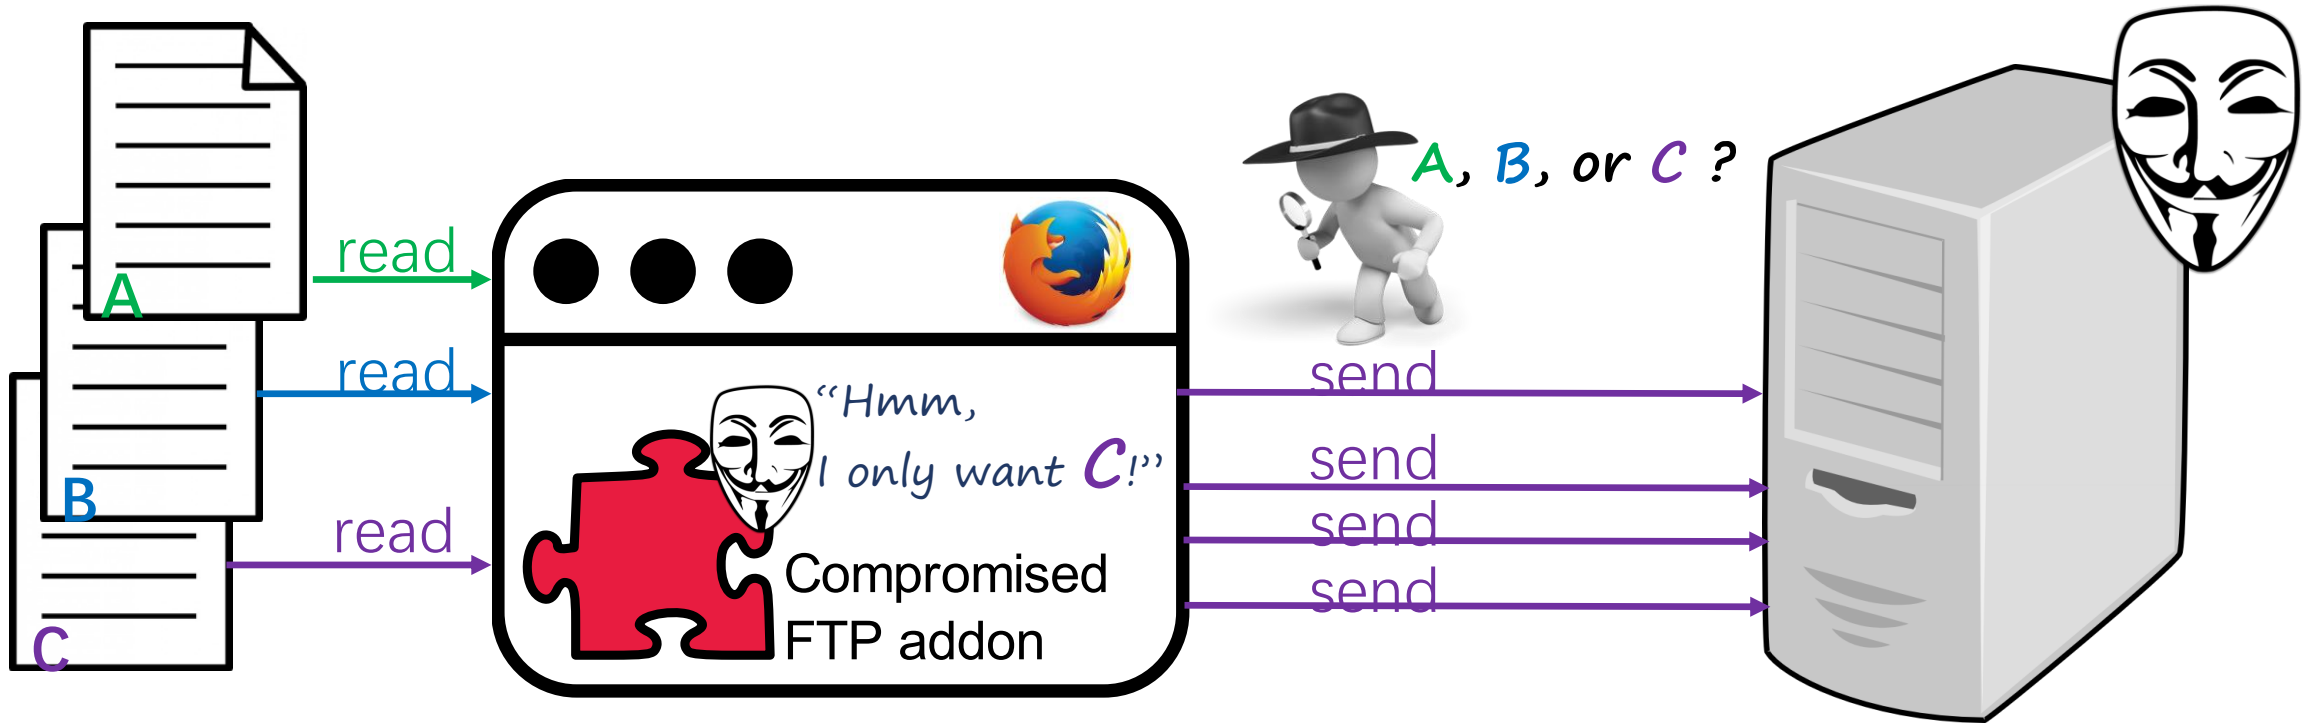 A
B
C
read
read
read
“Hmm,
I only want C!”
Compromised
FTP addon
A, B, or C ?
send
send
send
send